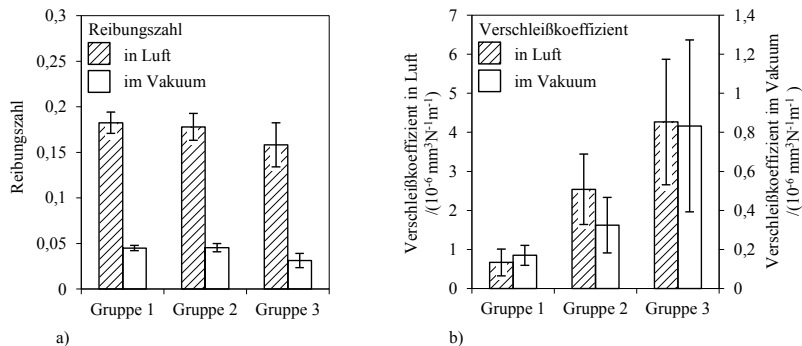 0,3
0,25
0,2
0,15
0,1
0,05
0
Reibungszahl
Reibungszahl
in Luft
im Vakuum
Gruppe 1 Gruppe 2 Gruppe 3
a)
7
6
5
4
3
2
1
0
Verschleißkoeffizient in Luft
/(10⁻⁶ mm³N⁻¹m⁻¹)
Verschleißkoeffizient
in Luft
im Vakuum
1,4
1,2
1
0,8
0,6
0,4
0,2
0
Verschleißkoeffizient im Vakuum
/(10⁻⁶ mm³N⁻¹m⁻¹)
Gruppe 1 Gruppe 2 Gruppe 3
b)